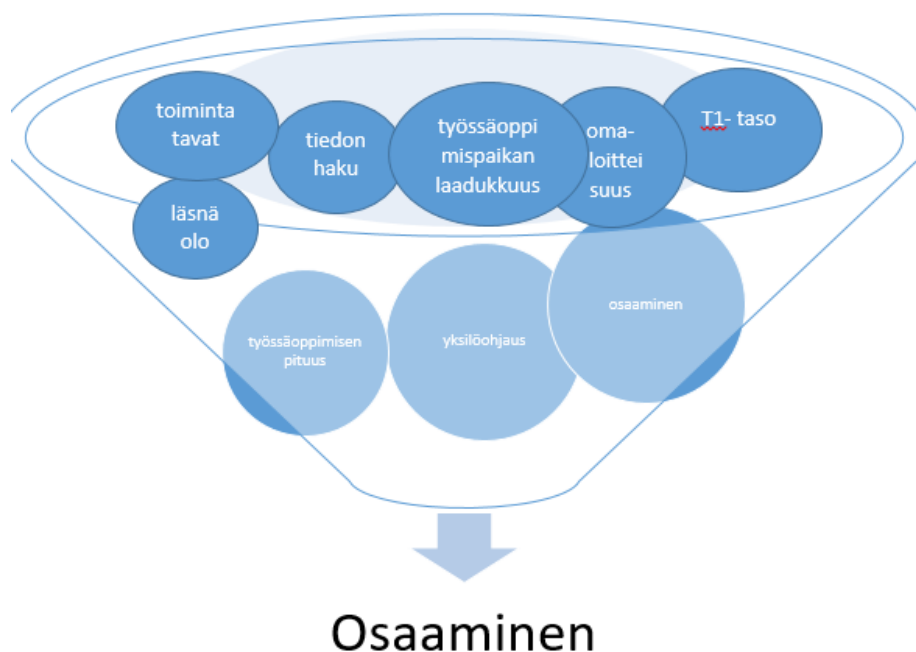 toiminta
tavat
tiedon
haku
työssäoppi
mispaikan
laadukkuus
oma-
loittei
suus
T1- taso
läsnä
olo
työssäoppimisen
pituus
yksilöohjaus
osaaminen
Osaaminen